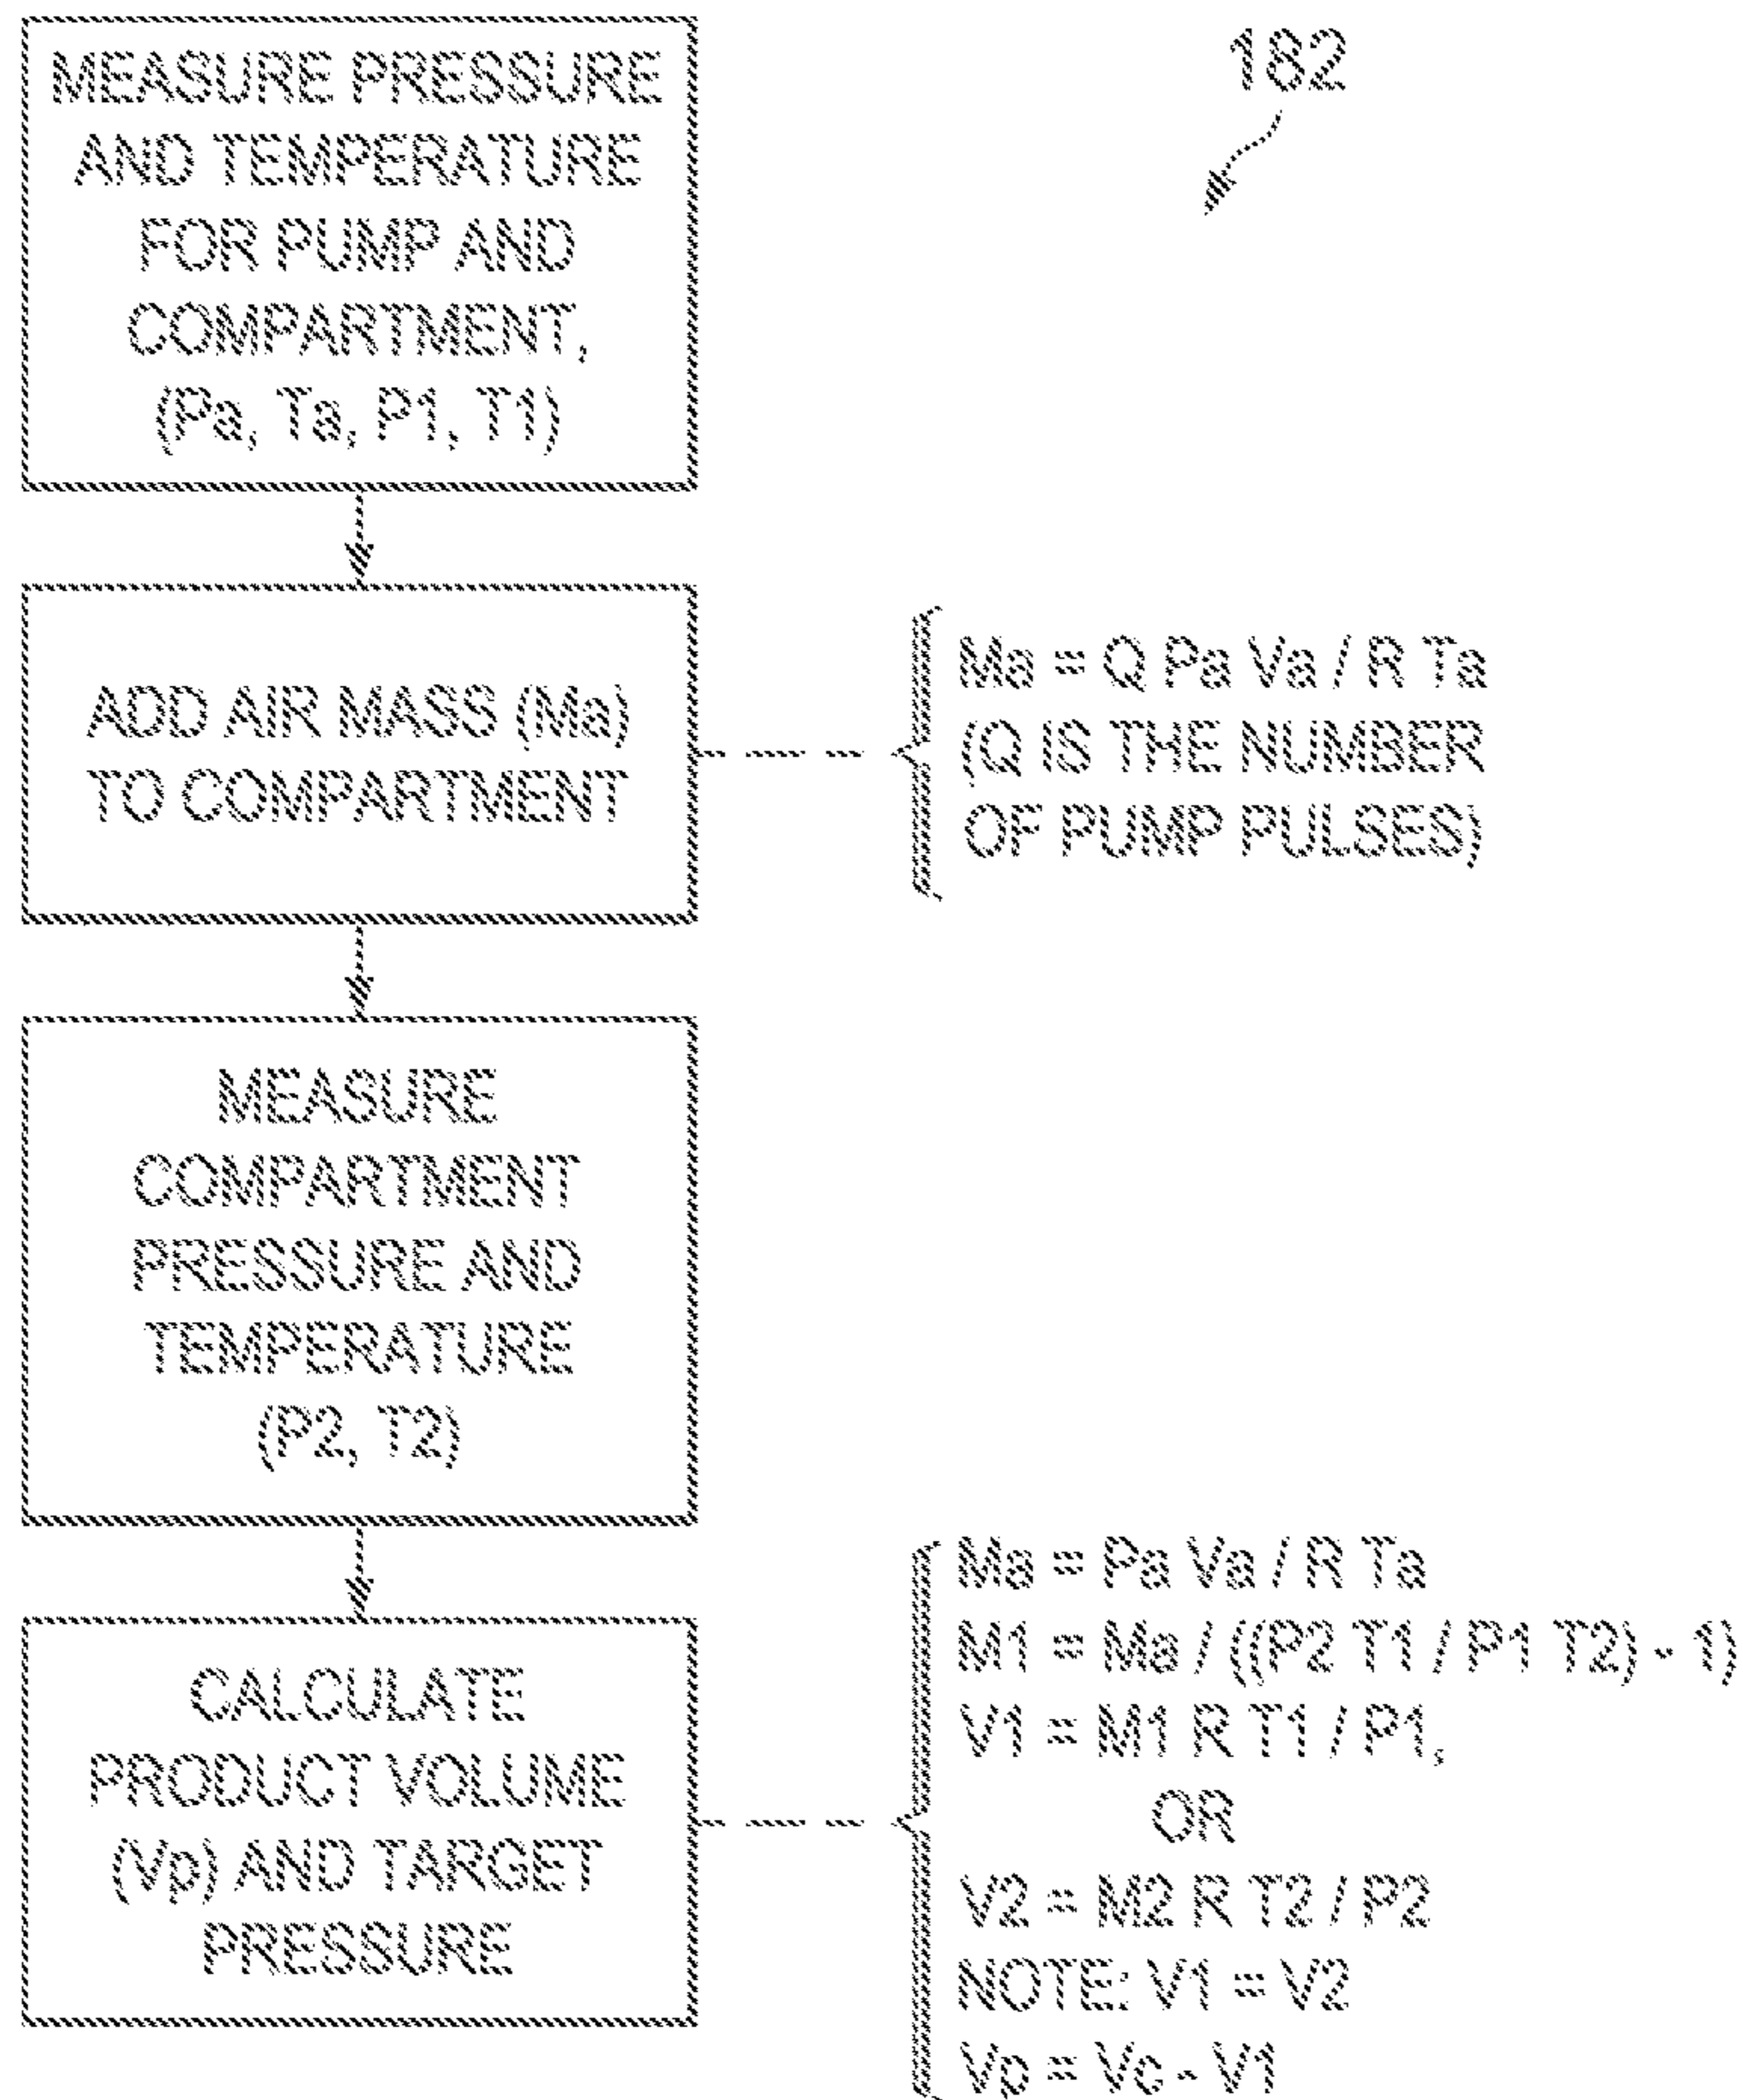 MEASURE PRESSURE
AND TEMPERATURE
FOR PUMP AND
COMPARTMENT,
(Pa, Ta, P1, T1)
182
ADD AIR MASS (Ma)
TO COMPARTMENT
Ma = Q Pa Va / R Ta
(Q IS THE NUMBER
OF PUMP PULSES)
MEASURE
COMPARTMENT
PRESSURE AND
TEMPERATURE
(P2, T2)
CALCULATE
PRODUCT VOLUME
(Vp) AND TARGET
PRESSURE
Ma = Pa Va / R Ta
M1 = Ma / ((P2 T1 / P1 T2) - 1)
V1 = M1 R T1 / P1,
OR
V2 = M2 R T2 / P2
NOTE: V1 = V2
Vp = Vc - V1